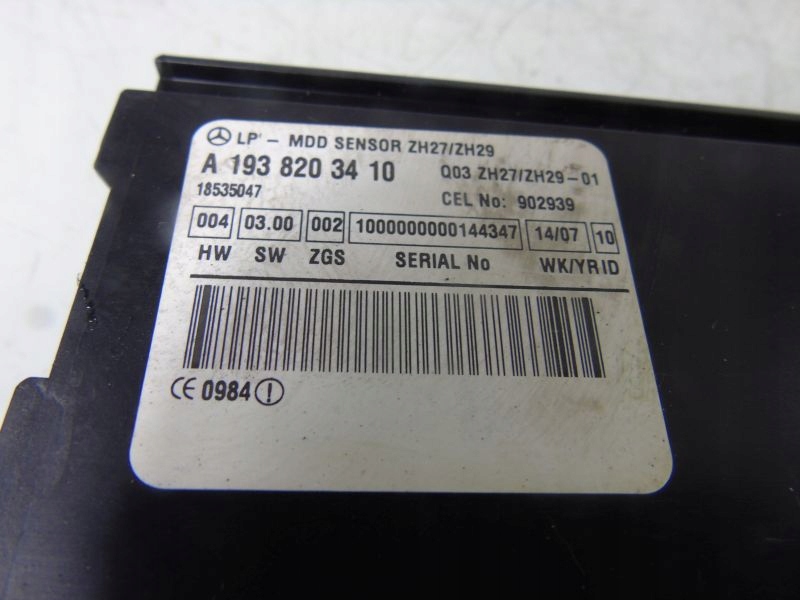 LP' - MDD SENSOR ZH27/ZH29
A 193 820 34 10 Q03 ZH27/ZH29-01
18535047 CEL No: 902939
004 03.00 002 1000000000144347 14/07 10
HW SW ZGS SERIAL No WK/YR ID
CE 0984